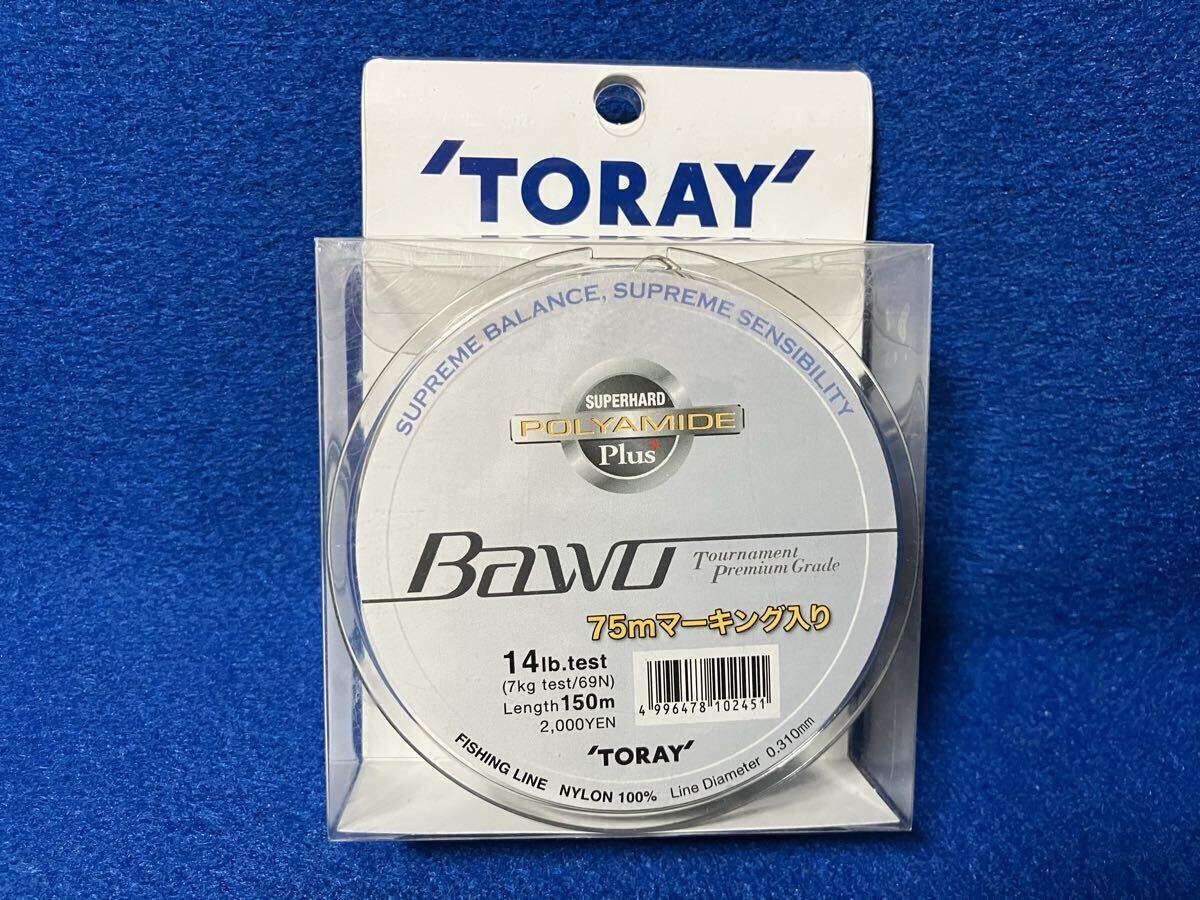 'TORAY'
SUPREME BALANCE, SUPREME SENSIBILITY
SUPERHARD
POLYAMIDE
Plus+
BAWO Tournament
Premium Grade
75mマーキング入り
14lb.test
(7kg test/69N)
Length 150m
2,000YEN
4 996478 102451
'TORAY'
FISHING LINE NYLON 100% Line Diameter 0.310mm